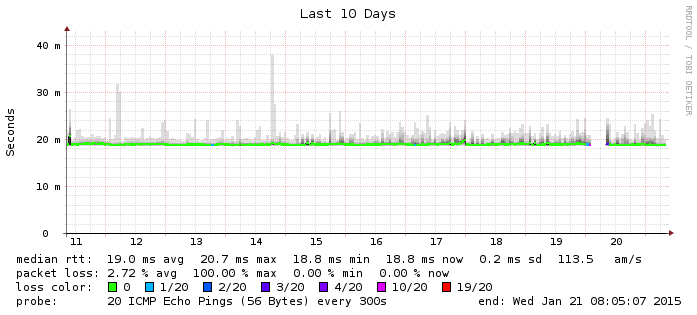 Last 10 Days
RRDTOOL / TOBI OETIKER
Seconds
40 m
30 m
20 m
10 m
0
11 12 13 14 15 16 17 18 19 20
median rtt: 19.0 ms avg 20.7 ms max 18.8 ms min 18.8 ms now 0.2 ms sd 113.5 am/s
packet loss: 2.72 % avg 100.00 % max 0.00 % min 0.00 % now
loss color: 0 1/20 2/20 3/20 4/20 10/20 19/20
probe: 20 ICMP Echo Pings (56 Bytes) every 300s end: Wed Jan 21 08:05:07 2015